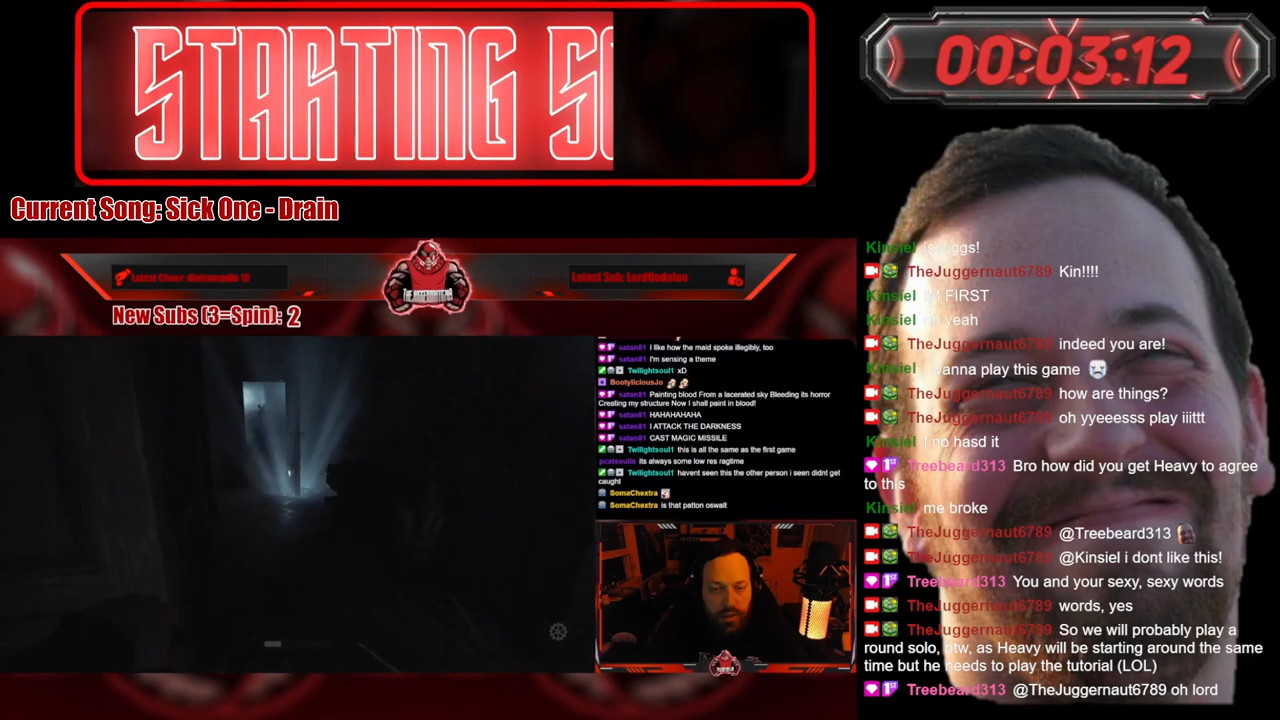 STARTING SO
00:03:12
Current Song: Sick One - Drain
Latest Sub: LordUodaloo
New Subs (3=Spin): 2
satan81 I like how the maid spoke illegibly, too
satan81 I'm sensing a theme
Twilightsoul1 xD
BootyliciousJo
satan81 Painting blood From a lacerated sky Bleeding its horror
Creating my structure Now I shall paint in blood!
satan81 HAHAHAHAHA
satan81 I ATTACK THE DARKNESS
satan81 CAST MAGIC MISSILE
Twilightsoul1 this is all the same as the first game
its always some low res ragtime
Twilightsoul1 havent seen this the other person i seen didnt get
caught
SomaChextra
SomaChextra is that patton oswalt
Kinsiel
TheJuggernaut6789 Kin!!!!
Kinsiel FIRST
Kinsiel oh yeah
TheJuggernaut6789 indeed you are!
Kinsiel wanna play this game
TheJuggernaut6789 how are things?
TheJuggernaut6789 oh yyeeesss play iiiittt
Kinsiel I no hasd it
Treebeard313 Bro how did you get Heavy to agree
to this
Kinsiel me broke
TheJuggernaut6789 @Treebeard313
TheJuggernaut6789 @Kinsiel i dont like this!
Treebeard313 You and your sexy, sexy words
TheJuggernaut6789 words, yes
TheJuggernaut6789 So we will probably play a
round solo, btw, as Heavy will be starting around the same
time but he needs to play the tutorial (LOL)
Treebeard313 @TheJuggernaut6789 oh lord